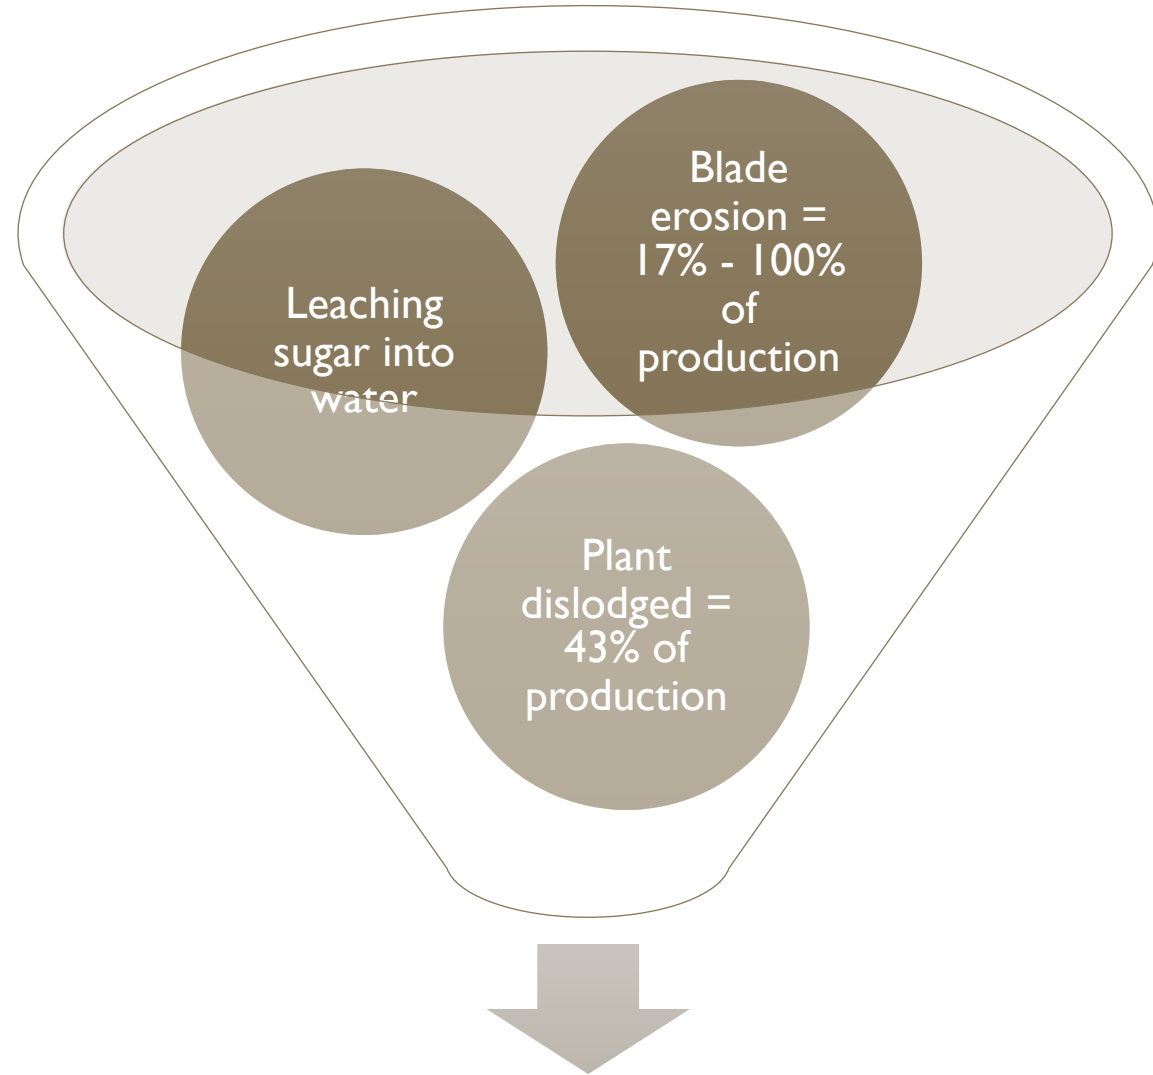 Blade
erosion =
17% - 100%
of
production
Leaching
sugar into
water
Plant
dislodged =
43% of
production